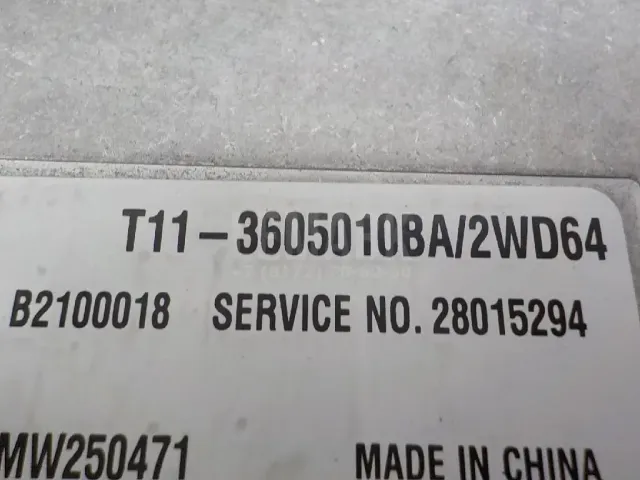 T11-3605010BA/2WD64
B2100018 SERVICE NO. 28015294
MW250471 MADE IN CHINA